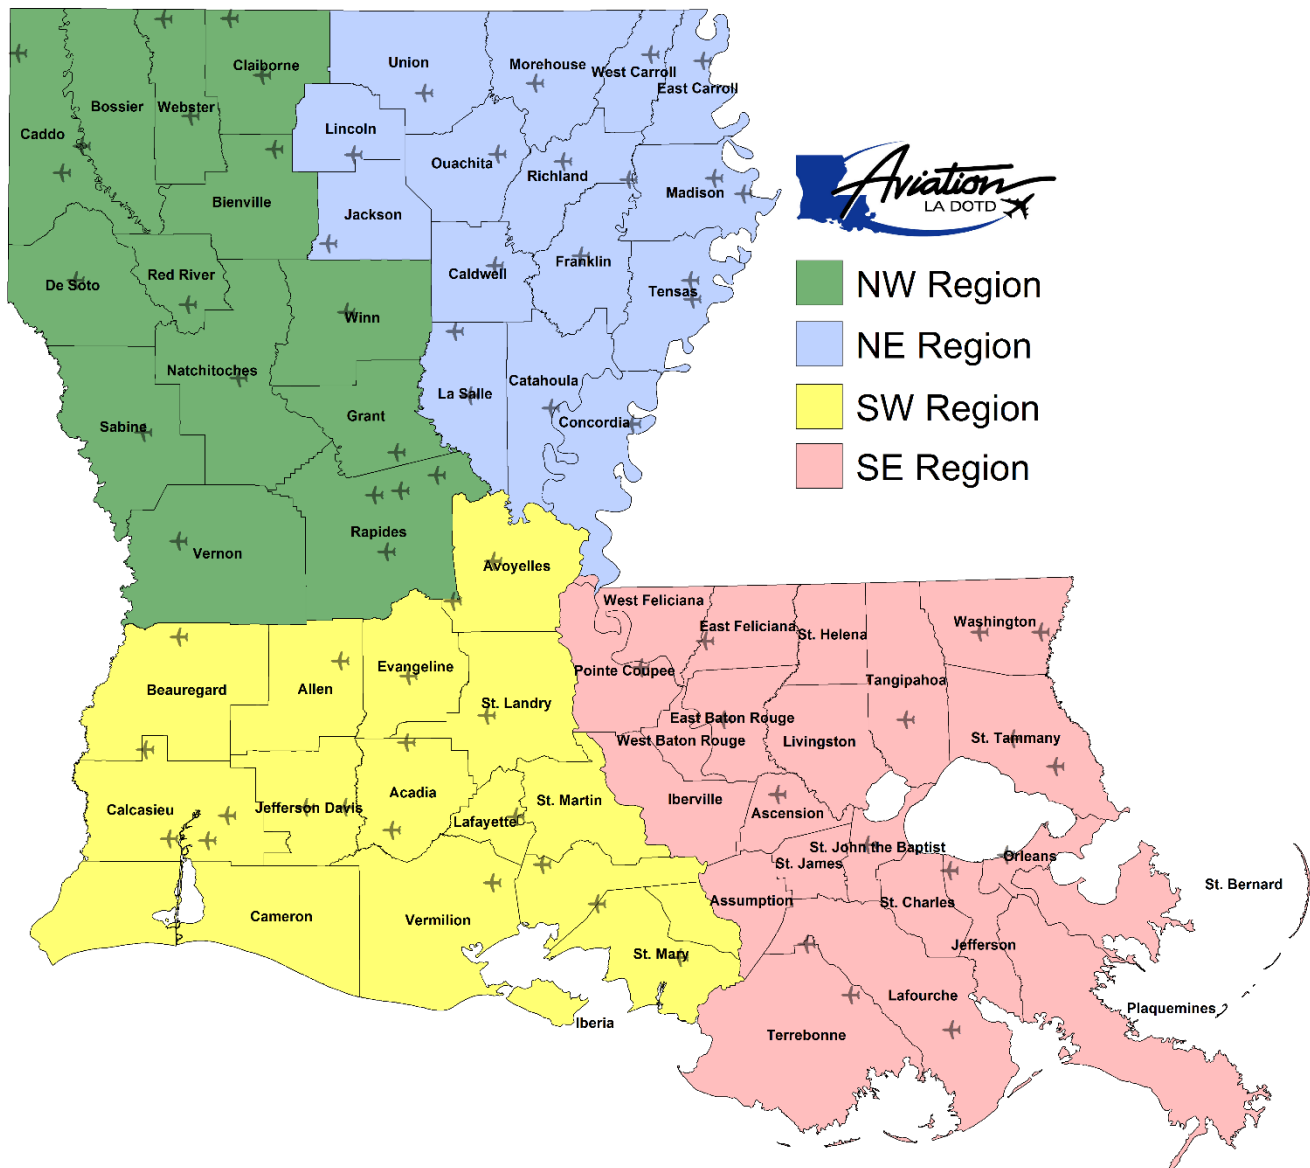 Claiborne
Union
Morehouse
West Carroll
East Carroll
Bossier
Webster
Caddo
Lincoln
Ouachita
Richland
Madison
Bienville
Jackson
Aviation
LA DOTD
De Soto
Red River
Caldwell
Franklin
Tensas
NW Region
NE Region
SW Region
SE Region
Winn
Natchitoches
La Salle
Catahoula
Concordia
Grant
Sabine
Rapides
Vernon
Avoyelles
West Feliciana
East Feliciana
St. Helena
Washington
Evangeline
Pointe Coupee
Tangipahoa
Beauregard
Allen
St. Landry
East Baton Rouge
West Baton Rouge
Livingston
St. Tammany
Calcasieu
Jefferson Davis
Acadia
Lafayette
St. Martin
Iberville
Ascension
St. John the Baptist
St. James
Orleans
St. Bernard
Cameron
Vermilion
Assumption
St. Charles
Jefferson
St. Mary
Lafourche
Plaquemines
Iberia
Terrebonne